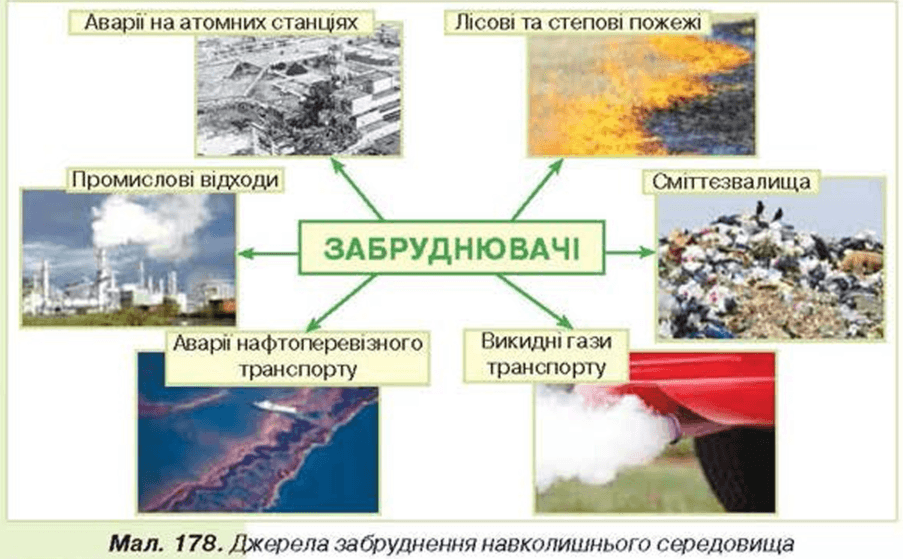 Аварії на атомних станціях
Лісові та степові пожежі
Промислові відходи
Сміттєзвалища
ЗАБРУДНЮВАЧІ
Аварії нафтоперевізного
транспорту
Викидні гази
транспорту
Мал. 178. Джерела забруднення навколишнього середовища